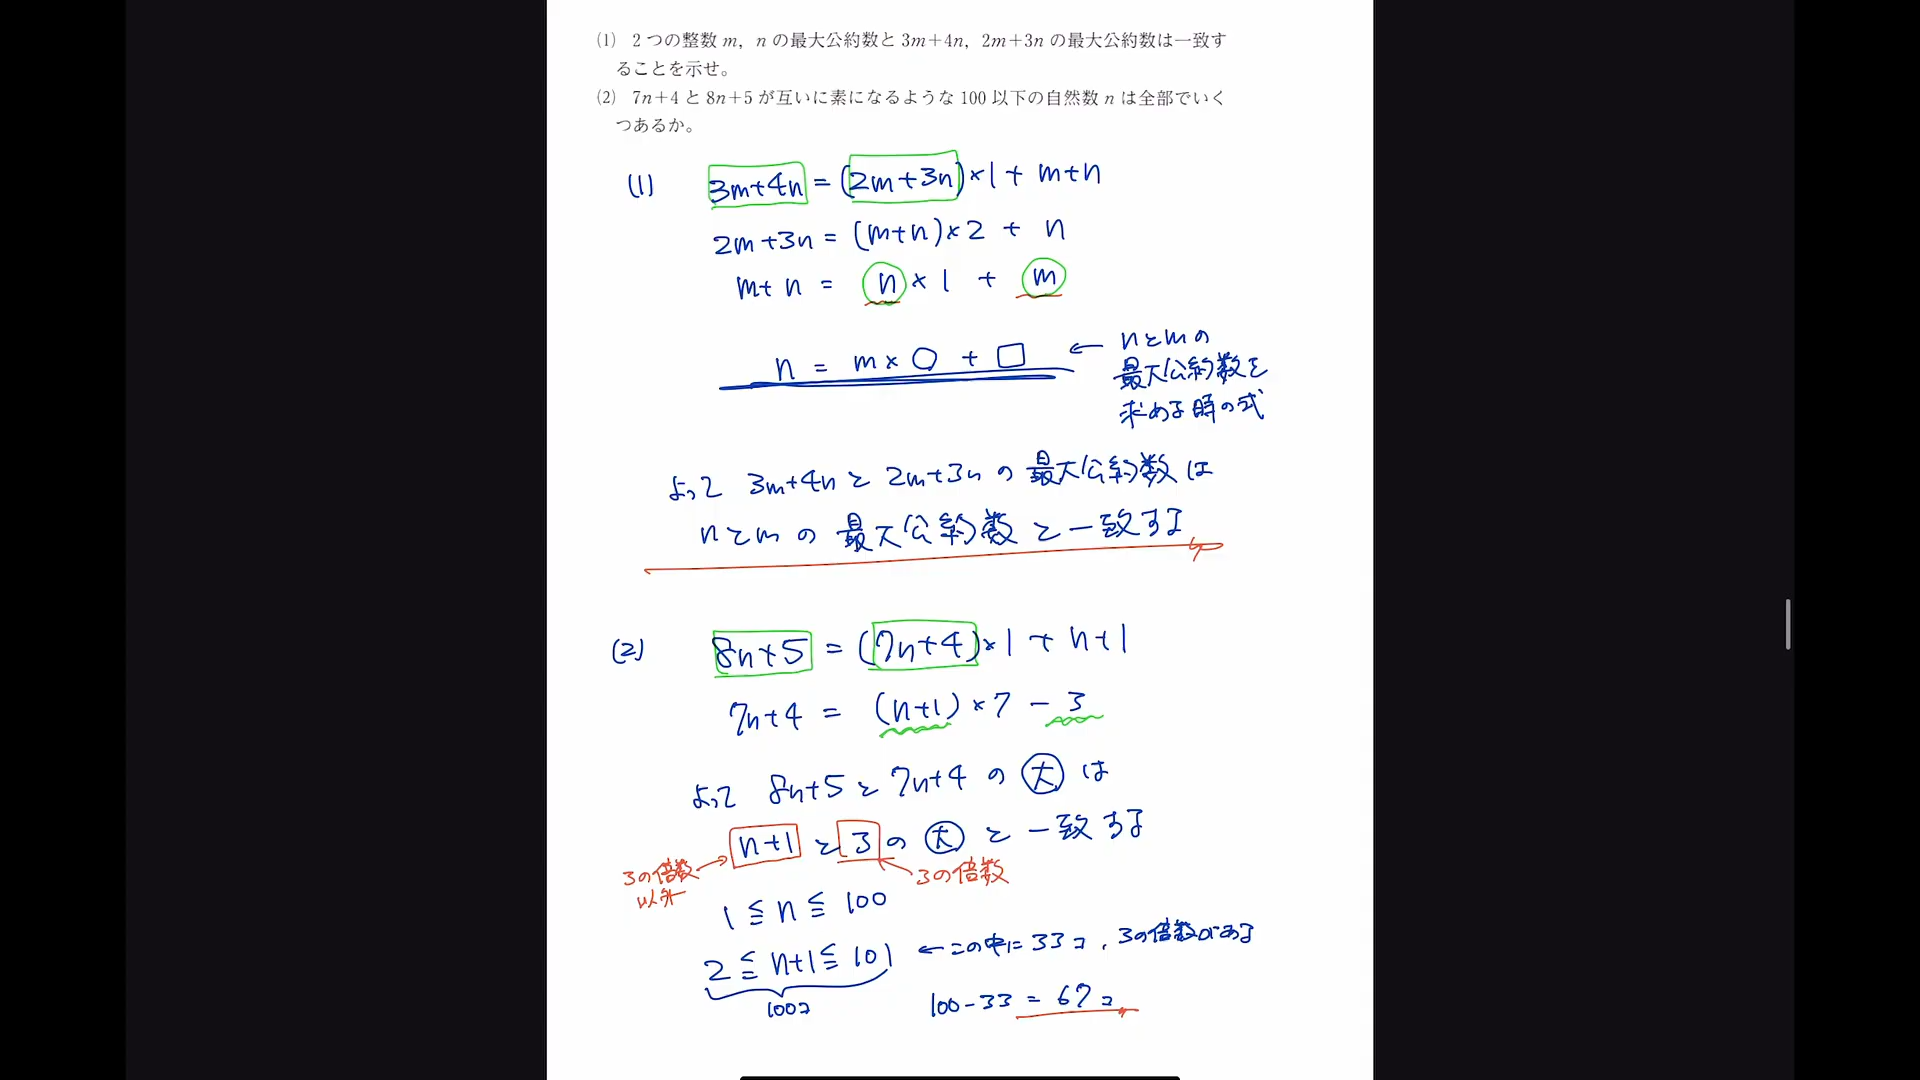 (1) 2つの整数 m, n の最大公約数と 3m+4n, 2m+3n の最大公約数は一致す
ることを示せ。
(2) 7n+4 と 8n+5 が互いに素になるような 100 以下の自然数 n は全部でいく
つあるか。
(1) 3m+4n = (2m+3n)×1 + m+n
2m+3n = (m+n)×2 + n
m+n = n×1 + m
n = m×○ + □ ← nとmの
最大公約数を
求める時の式
よって 3m+4nと2m+3nの最大公約数は
nとmの最大公約数と一致する
(2) 8n+5 = (7n+4)×1 + n+1
7n+4 = (n+1)×7 - 3
よって 8n+5と7n+4の大は
n+1と3の大と一致する
3の倍数
以外
3の倍数
1≦n≦100
2≦n+1≦101 ←この中に33コ, 3の倍数がある
100コ
100-33 = 67コ